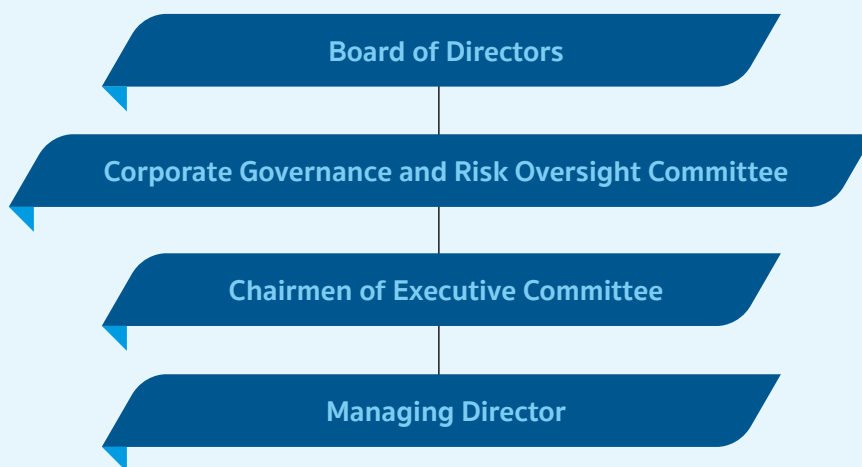 Board of Directors
Corporate Governance and Risk Oversight Committee
Chairmen of Executive Committee
Managing Director